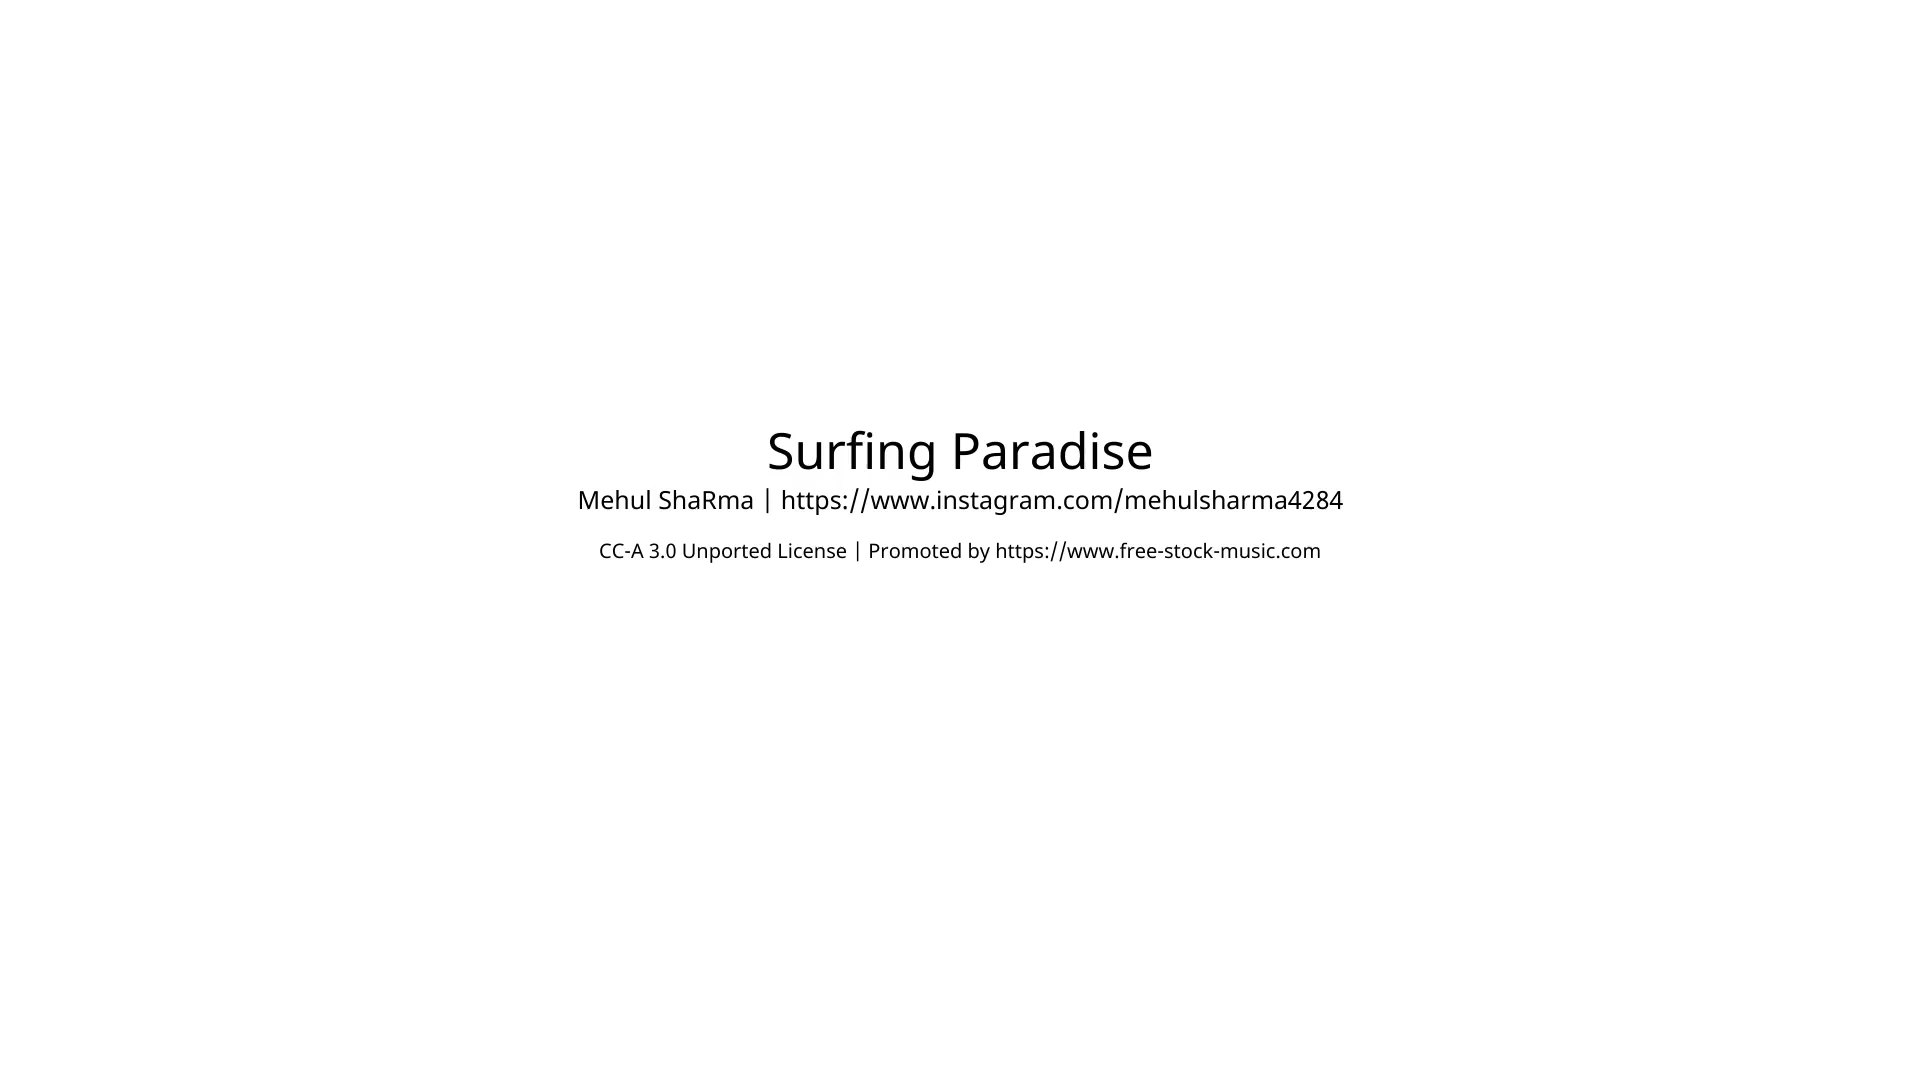 Surfing Paradise
Mehul ShaRma | https://www.instagram.com/mehulsharma4284
CC-A 3.0 Unported License | Promoted by https://www.free-stock-music.com